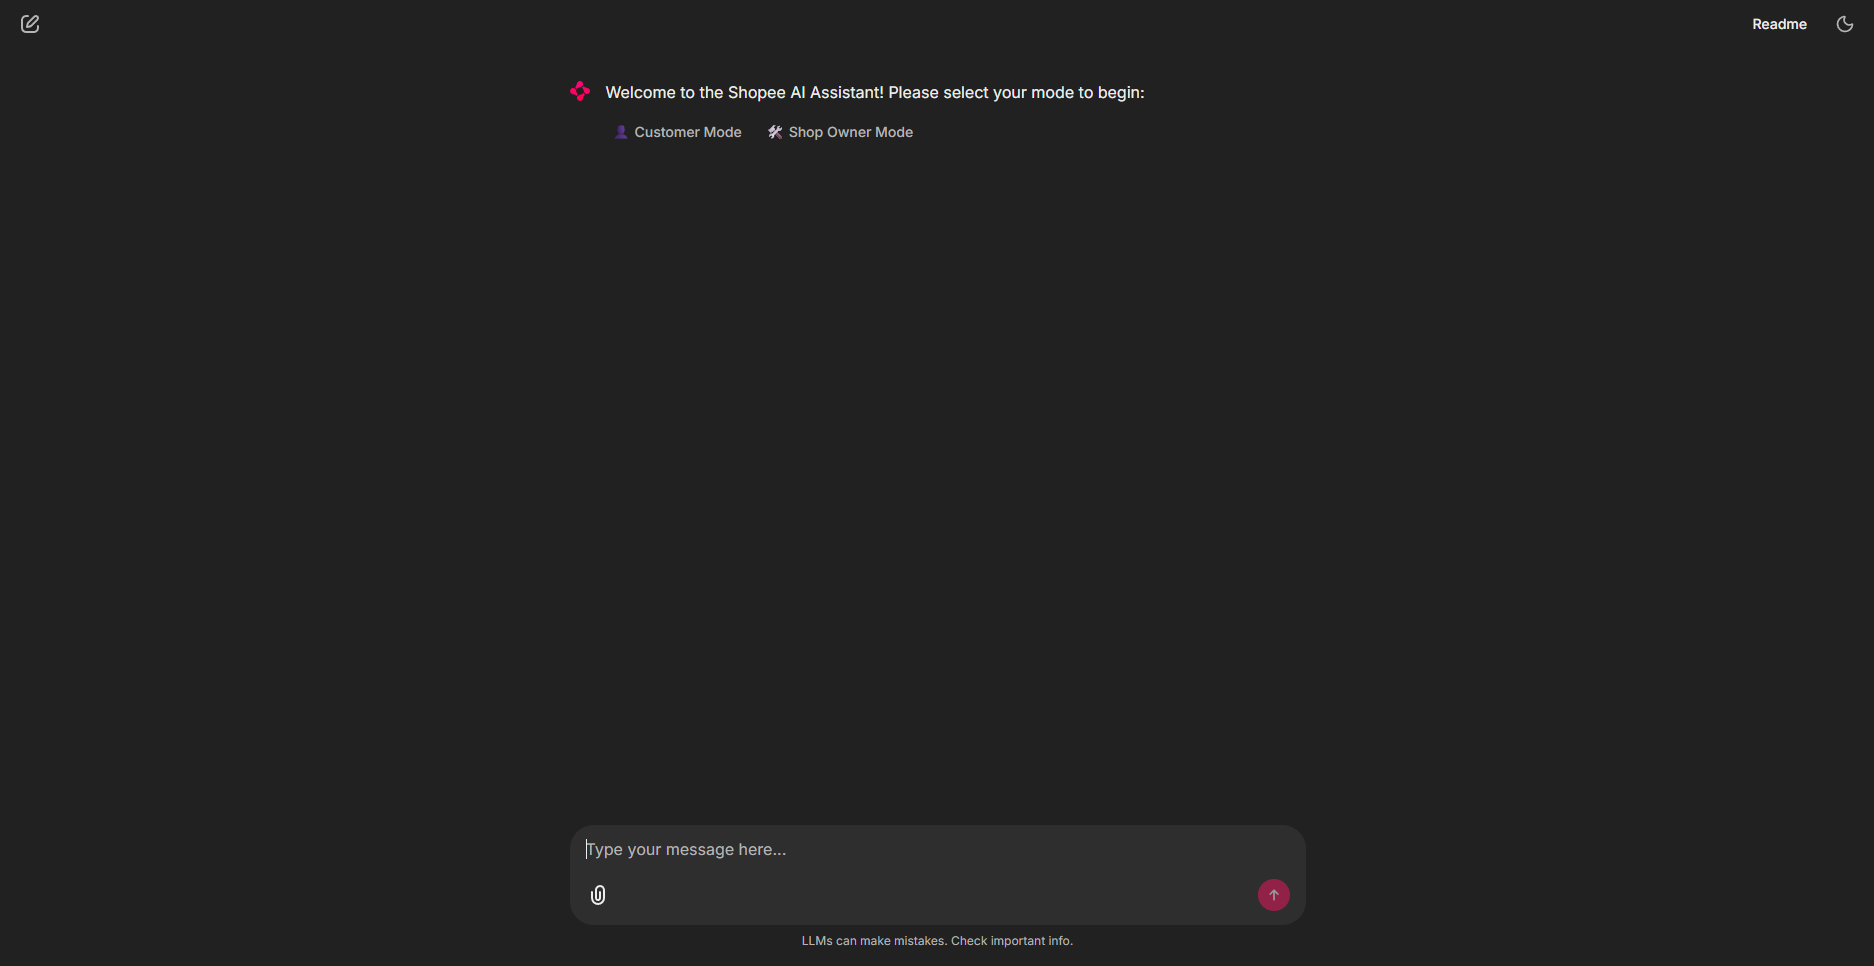 Readme
Welcome to the Shopee AI Assistant! Please select your mode to begin:
👤 Customer Mode 🛠 Shop Owner Mode
Type your message here...
LLMs can make mistakes. Check important info.